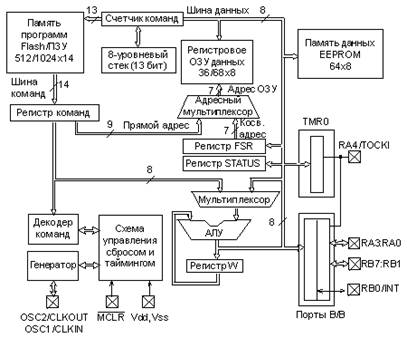 13
Счетчик команд
Шина данных
8
Память
программ
Flash/ПЗУ
512/1024x14
8-уровневый
стек (13 бит)
Регистровое
ОЗУ данных
36/68x8
Память данных
EEPROM
64x8
Шина
команд
14
7
Адрес ОЗУ
Адресный
мультиплексор
Регистр команд
9
Прямой адрес
7
Косв.
адрес
TMR0
Регистр FSR
RA4/TOCKI
Регистр STATUS
8
Мультиплексор
8
Декодер
команд
Схема
управления
сбросом и
таймингом
АЛУ
RA3:RA0
Генератор
Регистр W
RB7:RB1
RB0/INT
OSC2/CLKOUT
OSC1/CLKIN
MCLR
Vdd,Vss
Порты В/В